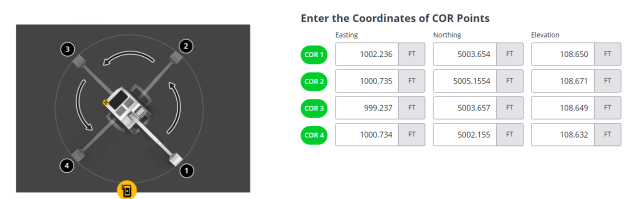 Enter the Coordinates of COR Points
Easting Northing Elevation
COR 1 1002.236 FT 5003.654 FT 108.650 FT
COR 2 1000.735 FT 5005.1554 FT 108.671 FT
COR 3 999.237 FT 5003.657 FT 108.649 FT
COR 4 1000.734 FT 5002.155 FT 108.632 FT
3 2
4 1